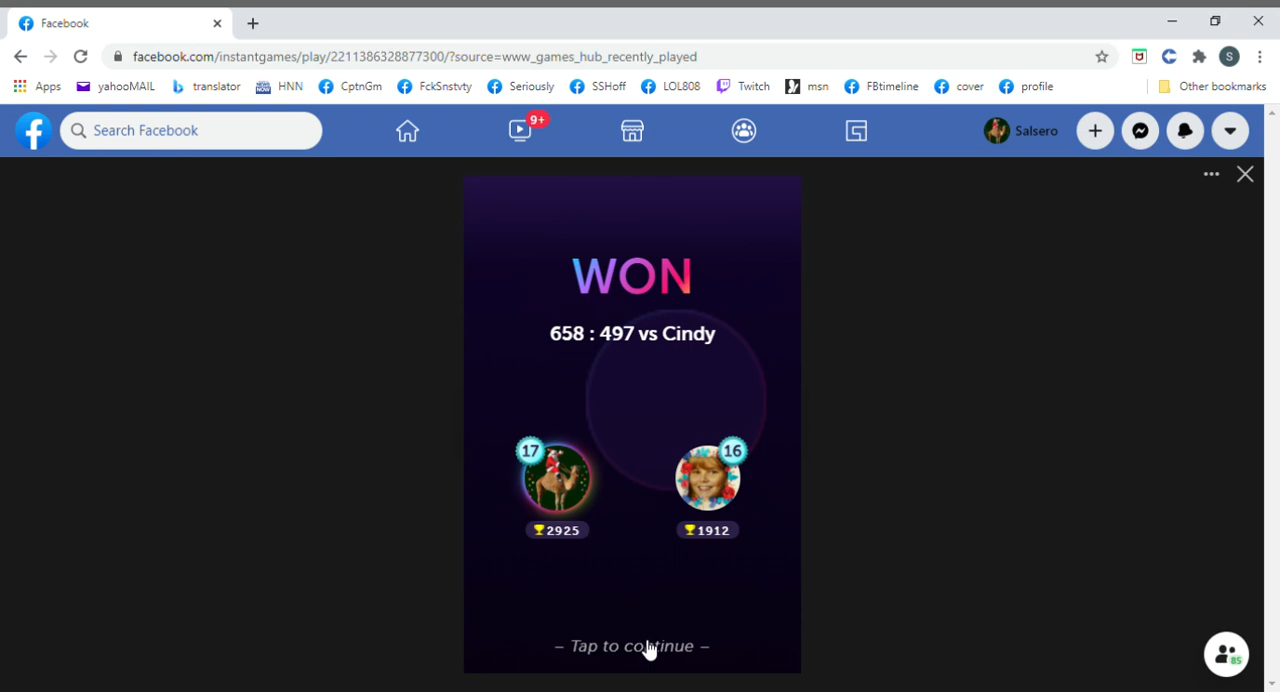 Facebook
facebook.com/instantgames/play/2211386328877300/?source=www_games_hub_recently_played
S
Apps yahooMAIL translator HNN CptnGm FckSnstvty Seriously SSHoff LOL808 Twitch msn FBtimeline cover profile Other bookmarks
Search Facebook 9+ Salsero
WON
658 : 497 vs Cindy
17 16
2925 1912
– Tap to continue –
85